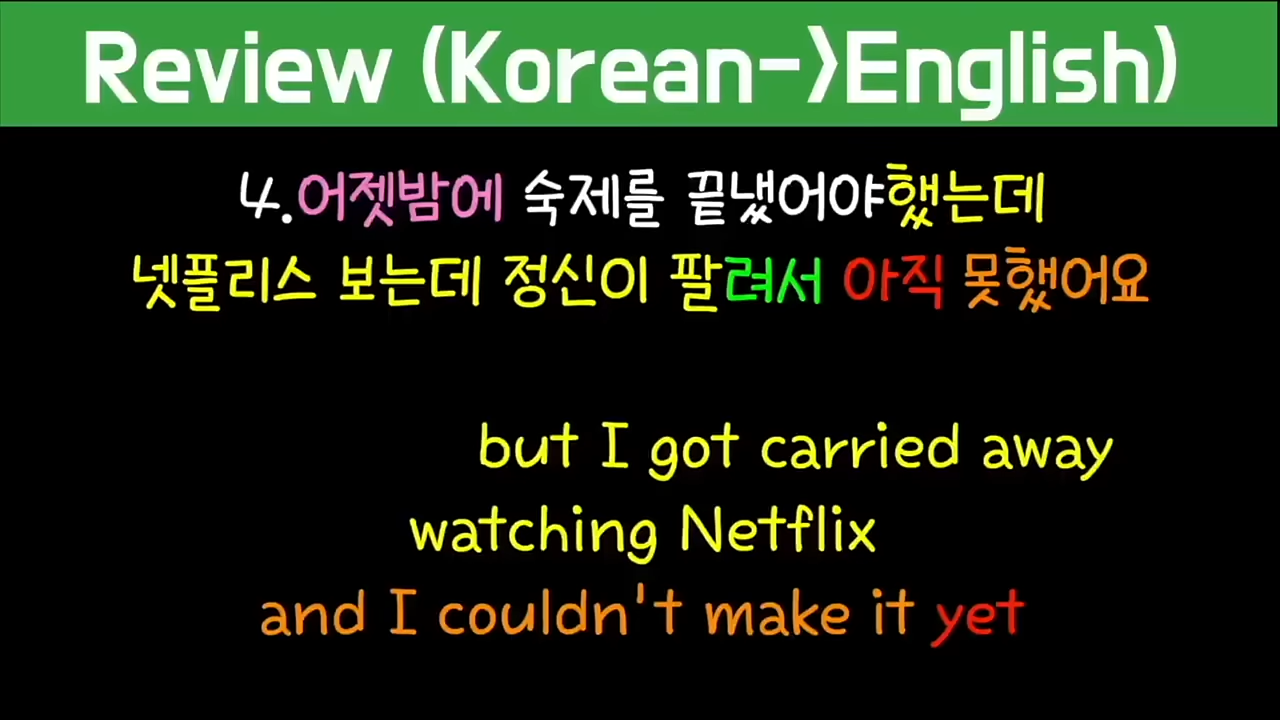 Review (Korean->English)
4.어젯밤에 숙제를 끝냈어야했는데
넷플리스 보는데 정신이 팔려서 아직 못했어요
but I got carried away
watching Netflix
and I couldn't make it yet